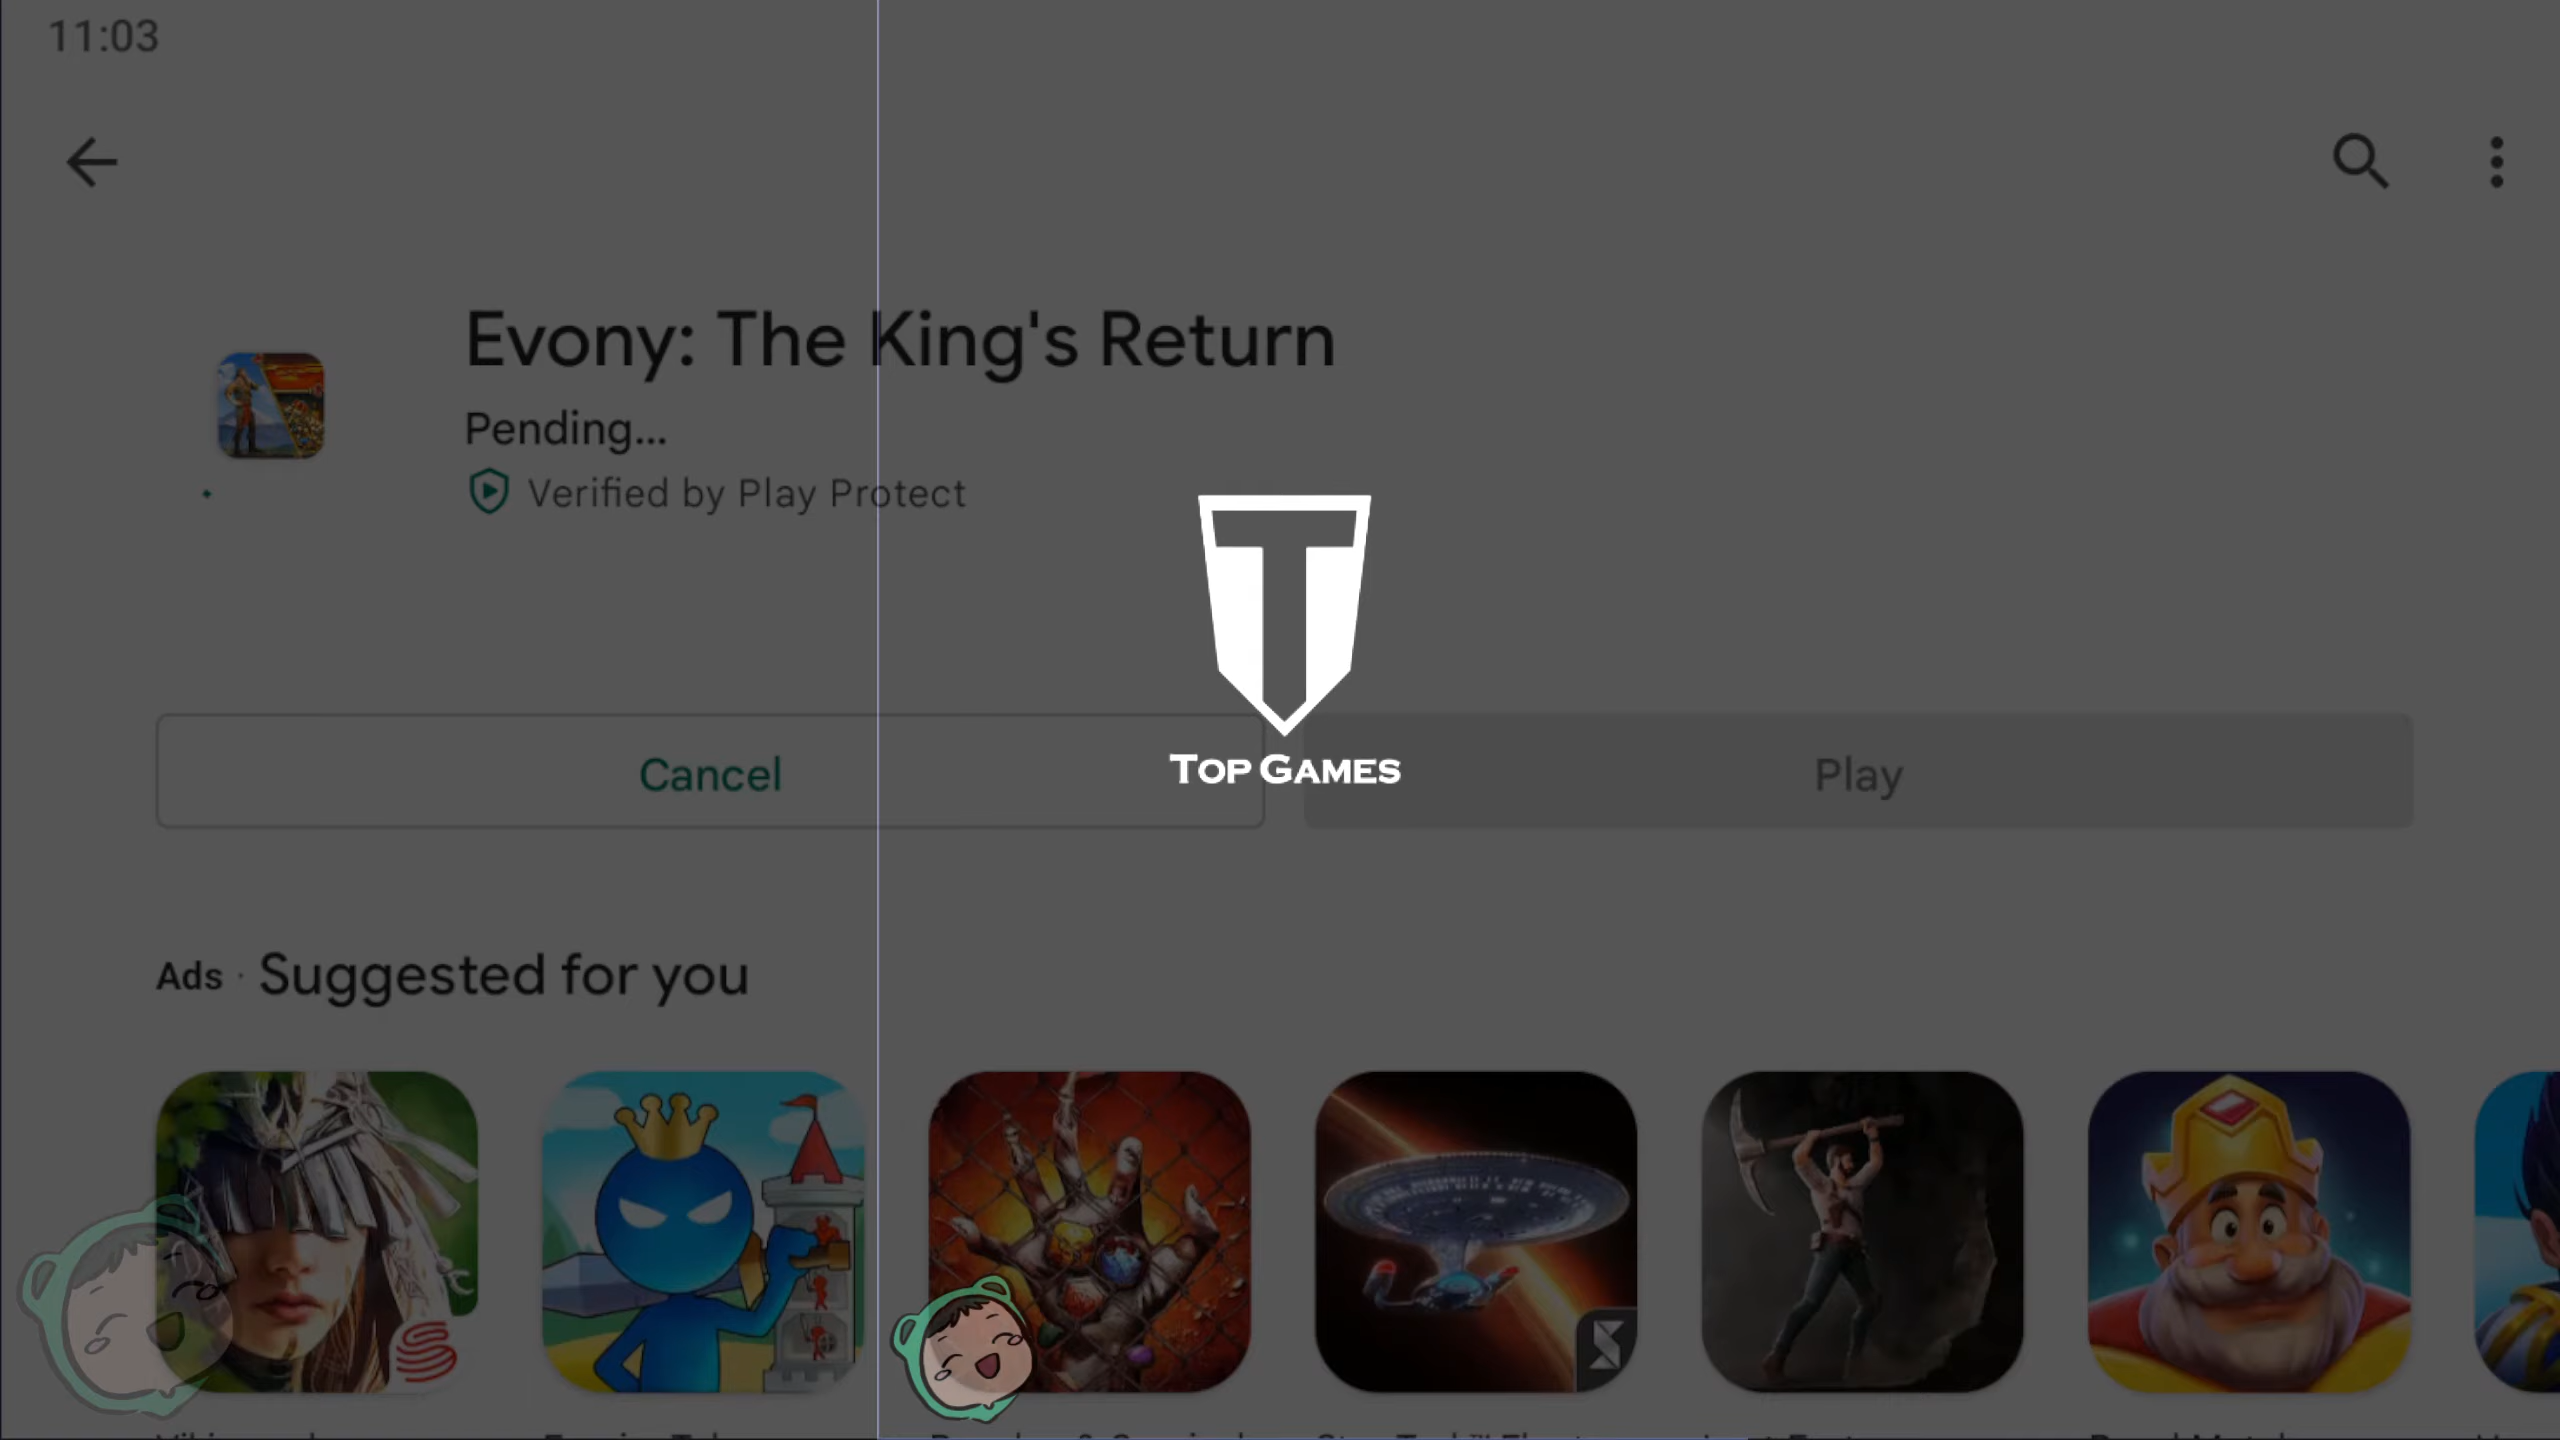 11:03
Evony: The King's Return
Pending...
Verified by Play Protect
T
TOP GAMES
Cancel
Play
Ads · Suggested for you